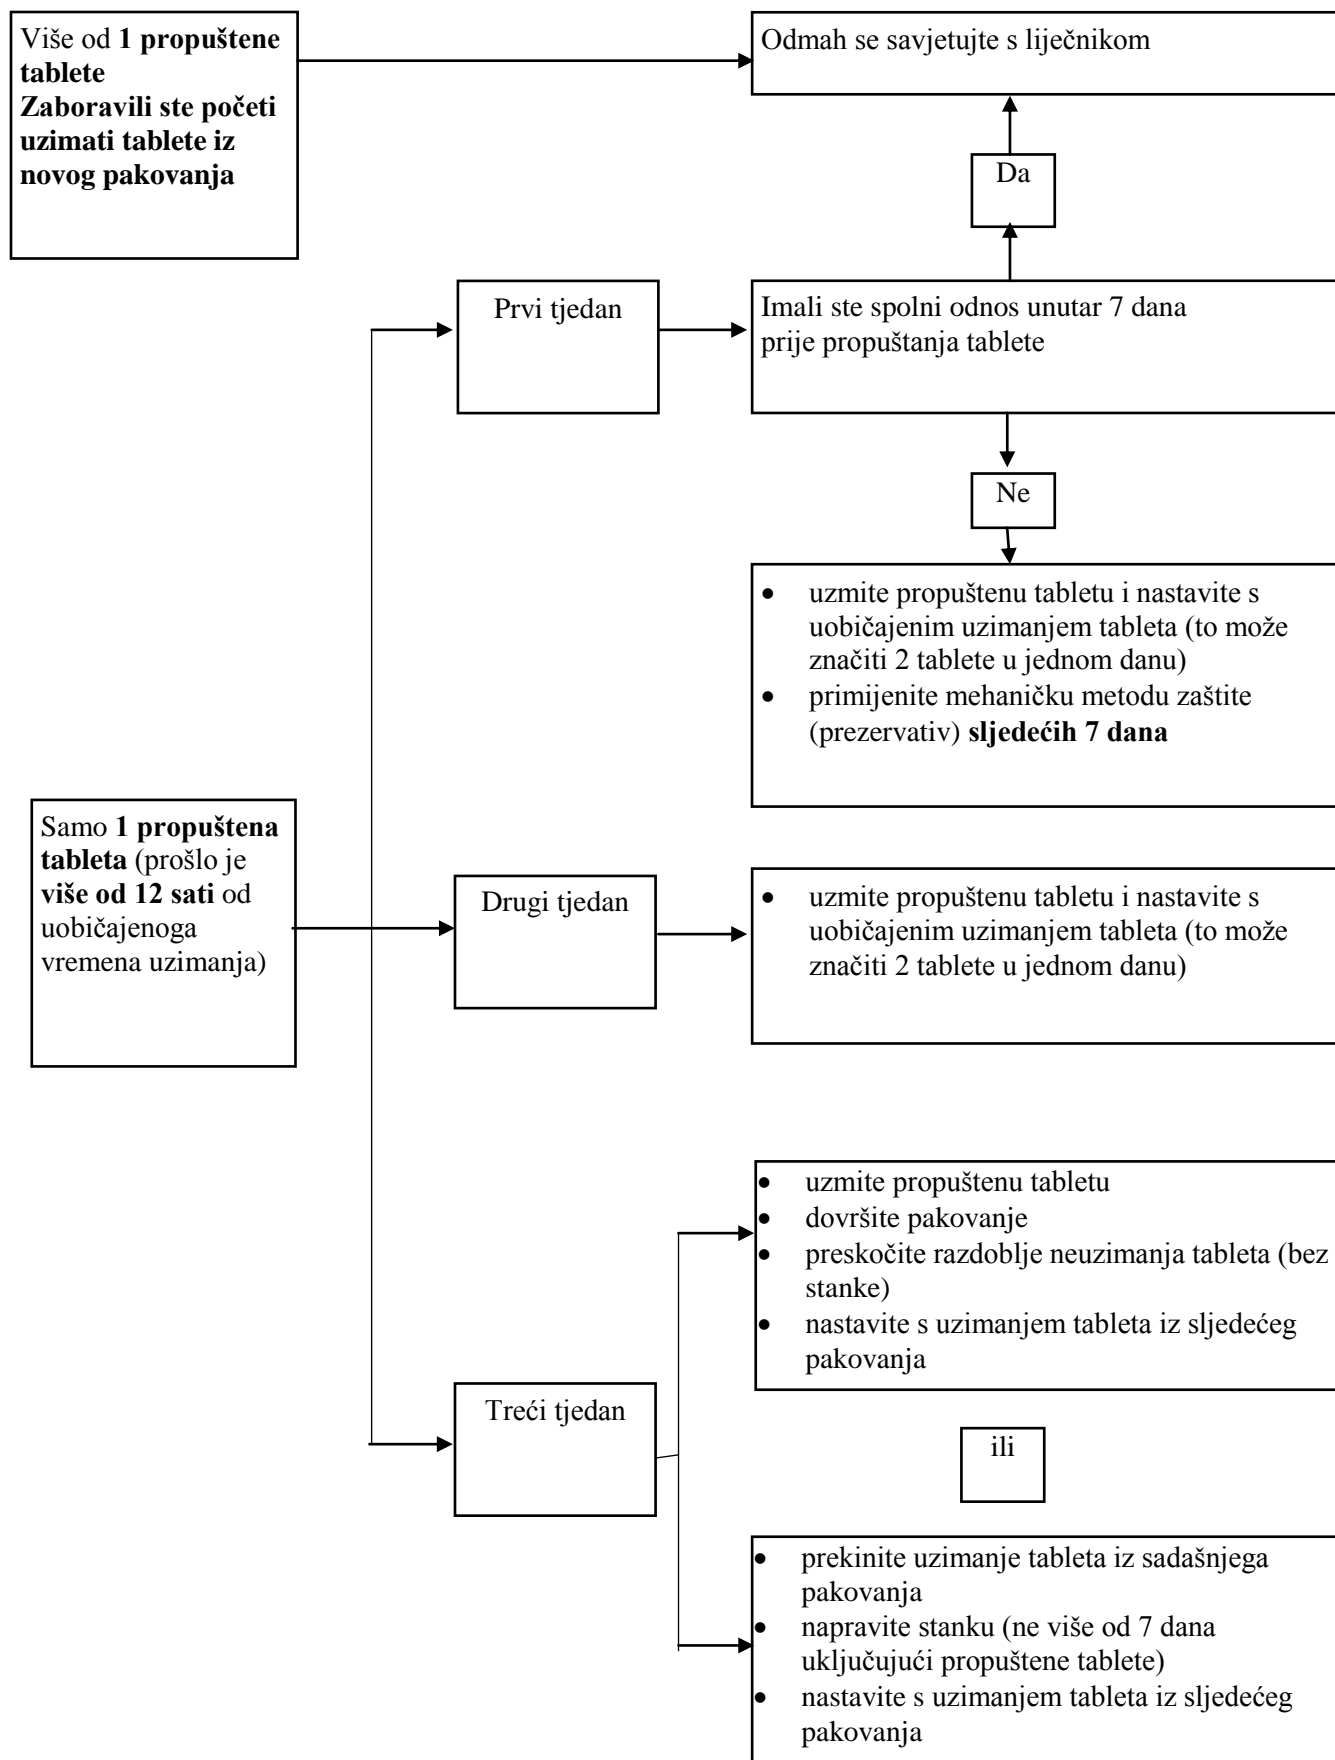 Više od 1 propuštene
tablete
Zaboravili ste početi
uzimati tablete iz
novog pakovanja
Odmah se savjetujte s liječnikom
Da
Prvi tjedan
Imali ste spolni odnos unutar 7 dana
prije propuštanja tablete
Ne
• uzmite propuštenu tabletu i nastavite s
uobičajenim uzimanjem tableta (to može
značiti 2 tablete u jednom danu)
• primijenite mehaničku metodu zaštite
(prezervativ) sljedećih 7 dana
Samo 1 propuštena
tableta (prošlo je
više od 12 sati od
uobičajenoga
vremena uzimanja)
Drugi tjedan
• uzmite propuštenu tabletu i nastavite s
uobičajenim uzimanjem tableta (to može
značiti 2 tablete u jednom danu)
• uzmite propuštenu tabletu
• dovršite pakovanje
• preskočite razdoblje neuzimanja tableta (bez
stanke)
• nastavite s uzimanjem tableta iz sljedećeg
pakovanja
Treći tjedan
ili
• prekinite uzimanje tableta iz sadašnjega
pakovanja
• napravite stanku (ne više od 7 dana
uključujući propuštene tablete)
• nastavite s uzimanjem tableta iz sljedećeg
pakovanja